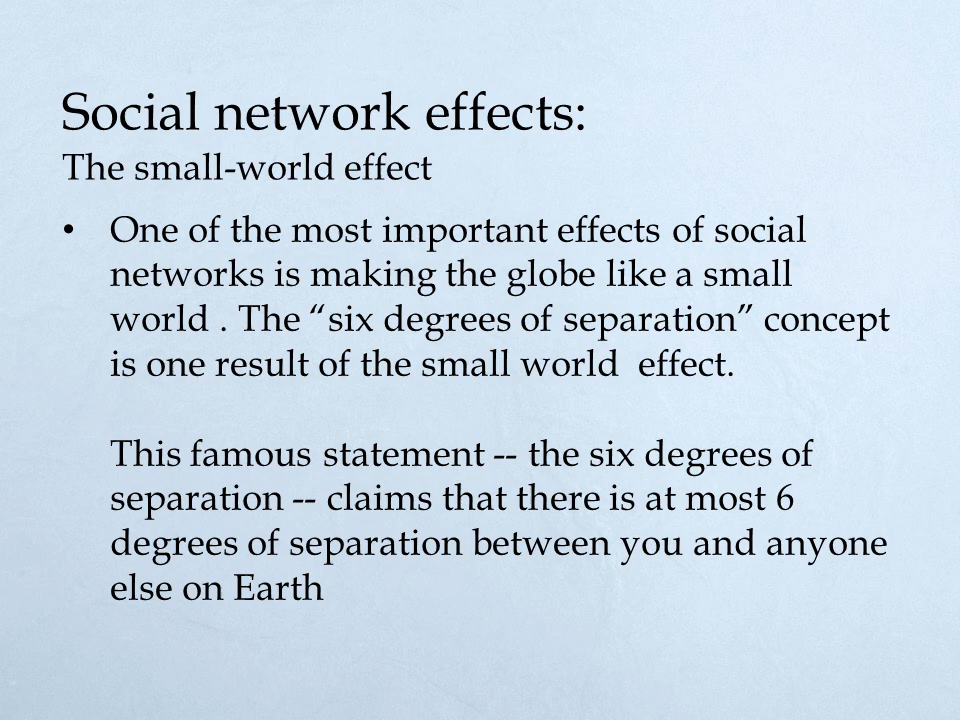 Social network effects:
The small-world effect
• One of the most important effects of social
networks is making the globe like a small
world . The “six degrees of separation” concept
is one result of the small world  effect.
This famous statement -- the six degrees of
separation -- claims that there is at most 6
degrees of separation between you and anyone
else on Earth